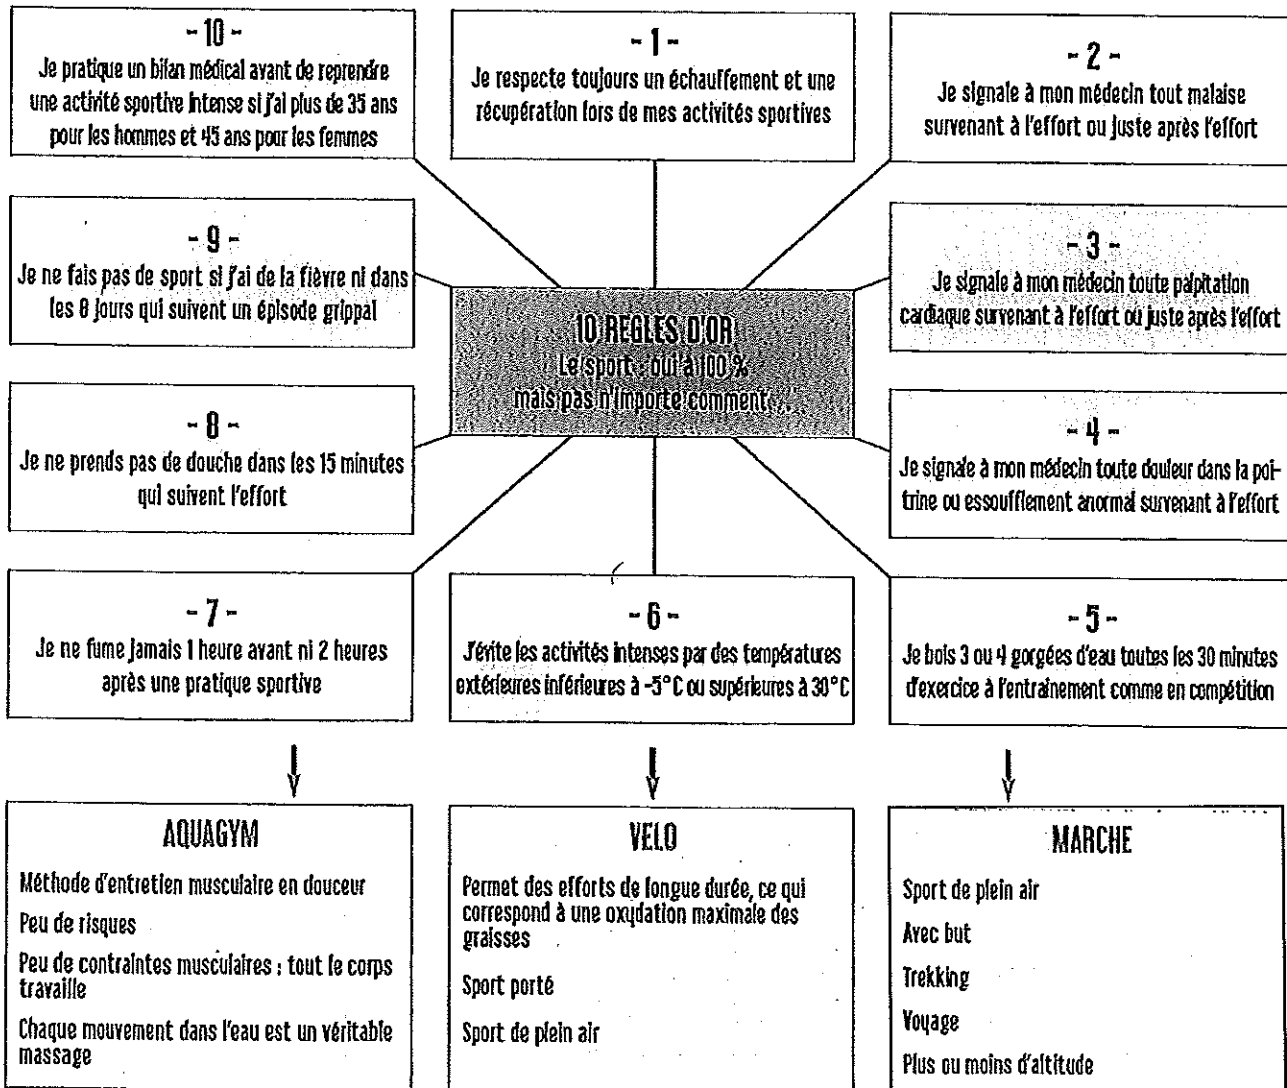 - 10 -
Je pratique un bilan médical avant de reprendre
une activité sportive intense si j'ai plus de 35 ans
pour les hommes et 45 ans pour les femmes
- 1 -
Je respecte toujours un échauffement et une
récupération lors de mes activités sportives
- 2 -
Je signale à mon médecin tout malaise
survenant à l'effort ou juste après l'effort
- 9 -
Je ne fais pas de sport si j'ai de la fièvre ni dans
les 8 jours qui suivent un épisode grippal
- 3 -
Je signale à mon médecin toute palpitation
cardiaque survenant à l'effort ou juste après l'effort
10 REGLES D'OR
Le sport : oui à 100 %
mais pas n'importe comment...
- 8 -
Je ne prends pas de douche dans les 15 minutes
qui suivent l'effort
- 4 -
Je signale à mon médecin toute douleur dans la poi-
trine ou essoufflement anormal survenant à l'effort
- 7 -
Je ne fume jamais 1 heure avant ni 2 heures
après une pratique sportive
- 6 -
J'évite les activités intenses par des températures
extérieures inférieures à -5°C ou supérieures à 30°C
- 5 -
Je bois 3 ou 4 gorgées d'eau toutes les 30 minutes
d'exercice à l'entraînement comme en compétition
AQUAGYM
Méthode d'entretien musculaire en douceur
Peu de risques
Peu de contraintes musculaires : tout le corps
travaille
Chaque mouvement dans l'eau est un véritable
massage
VELO
Permet des efforts de longue durée, ce qui
correspond à une oxydation maximale des
graisses
Sport porté
Sport de plein air
MARCHE
Sport de plein air
Avec but
Trekking
Voyage
Plus ou moins d'altitude